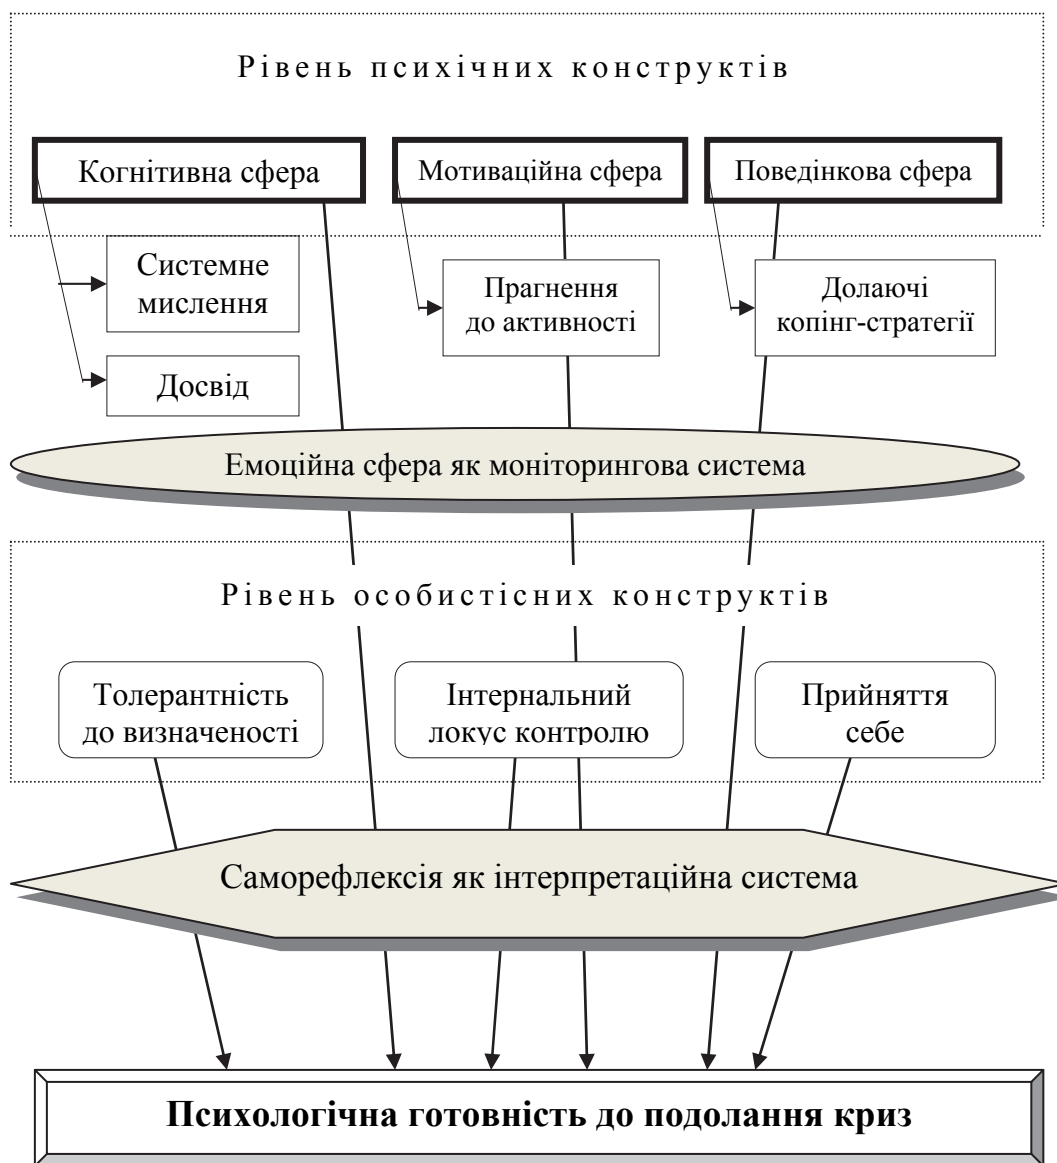 Рівень психічних конструктів
Когнітивна сфера
Мотиваційна сфера
Поведінкова сфера
Системне
мислення
Прагнення
до активності
Долаючі
копінг-стратегії
Досвід
Емоційна сфера як моніторингова система
Рівень особистісних конструктів
Толерантність
до визначеності
Інтернальний
локус контролю
Прийняття
себе
Саморефлексія як інтерпретаційна система
Психологічна готовність до подолання криз